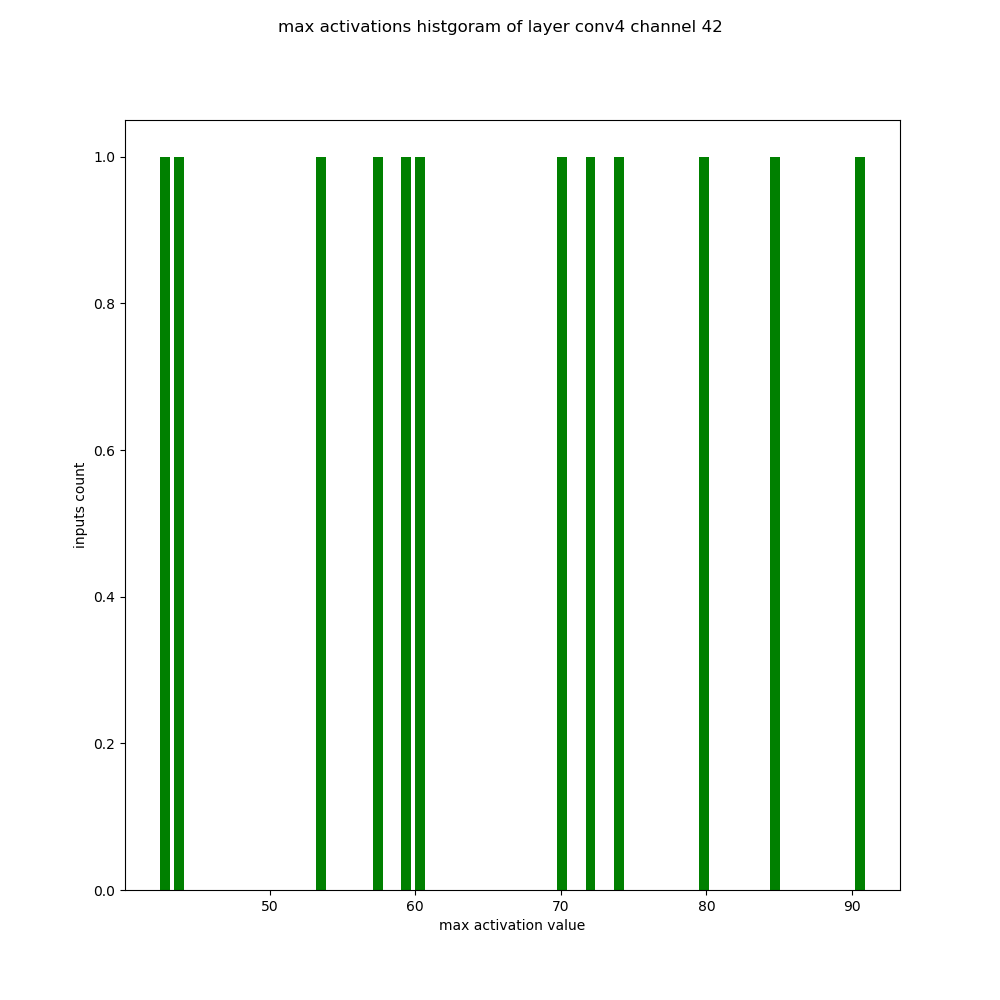 max activations histgoram of layer conv4 channel 42
1.0
0.8
0.6
0.4
0.2
0.0
inputs count
50 60 70 80 90
max activation value